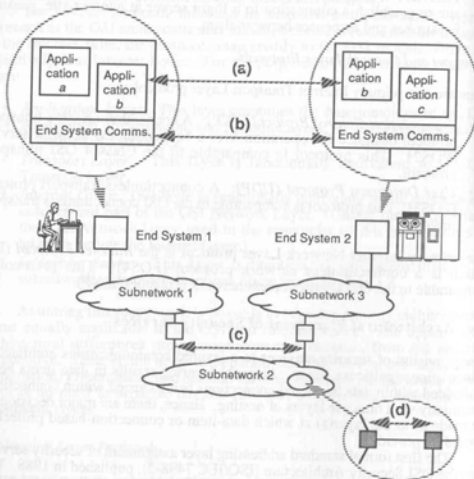 (a)
Appli-
cation
a
Appli-
cation
b
End System Comms.
Appli-
cation
b
Appli-
cation
c
End System Comms.
(b)
End System 1
End System 2
Subnetwork 1
Subnetwork 3
(c)
Subnetwork 2
(d)